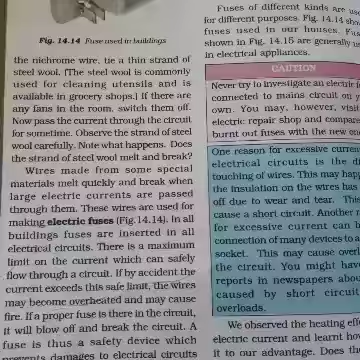 Fig. 14.14 Fuse used in buildings
the nichrome wire, tie a thin strand of
steel wool. (The steel wool is commonly
used for cleaning utensils and is
available in grocery shops). If there are
any fans in the room, switch them off.
Now pass the current through the circuit
for sometime. Observe the strand of steel
wool carefully. Note what happens. Does
the strand of steel wool melt and break?
Wires made from some special
materials melt quickly and break when
large electric currents are passed
through them. These wires are used for
making electric fuses (Fig.14.14). In all
buildings fuses are inserted in all
electrical circuits. There is a maximum
limit on the current which can safely
flow through a circuit. If by accident the
current exceeds this safe limit, the wires
may become overheated and may cause
fire. If a proper fuse is there in the circuit,
it will blow off and break the circuit. A
fuse is thus a safety device which
prevents damages to electrical circuits
Fuses of different kinds are
for different purposes. Fig. 14.14
fuses used in our houses.
shown in Fig. 14.15 are generally
in electrical appliances.
CAUTION
Never try to investigate an
connected to mains circuit on
own. You may, however,
electric repair shop and compare
burnt out fuses with the new
One reason for excessive
electrical circuits is the
touching of wires. This may
the insulation on the wires has
off due to wear and tear.
cause a short circuit. Another
for excessive current can
connection of many devices to
socket. This may cause
the circuit. You might
reports in newspapers
caused by short circuit
overloads.
We observed the heating
electric current and learnt
it to our advantage. Does